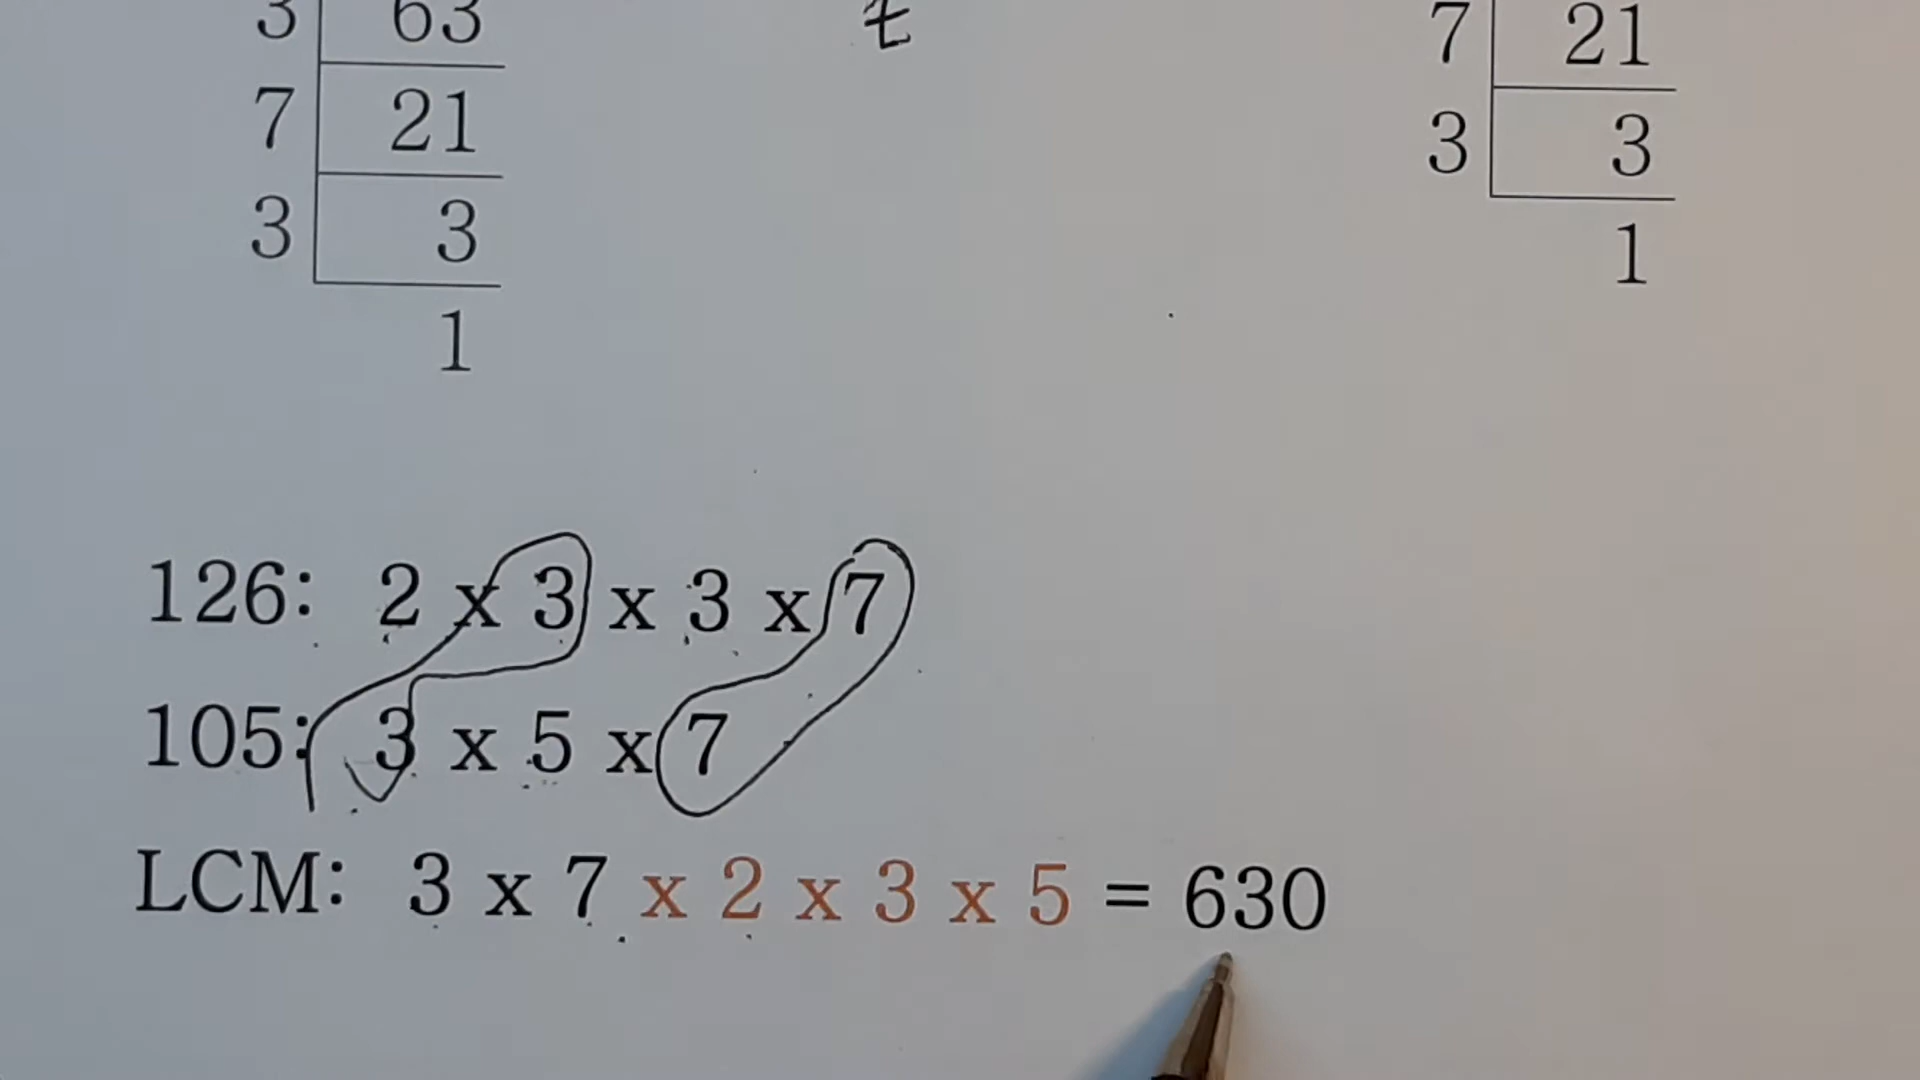 3 63
7 21
3 3
1
t
7 21
3 3
1
126: 2 x 3 x 3 x 7
105: 3 x 5 x 7
LCM: 3 x 7 x 2 x 3 x 5 = 630